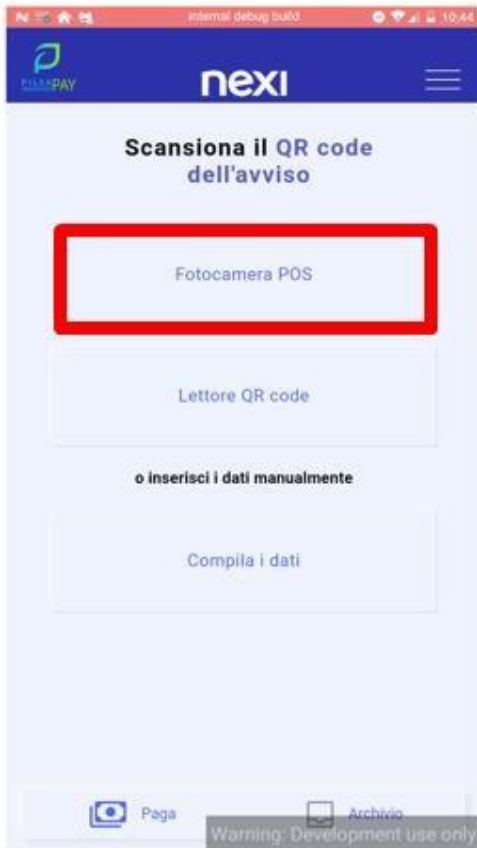 internal debug build
10:44
PAY
nexi
Scansiona il QR code
dell'avviso
Fotocamera POS
Lettore QR code
o inserisci i dati manualmente
Compila i dati
Paga
Archivio
Warning: Development use only